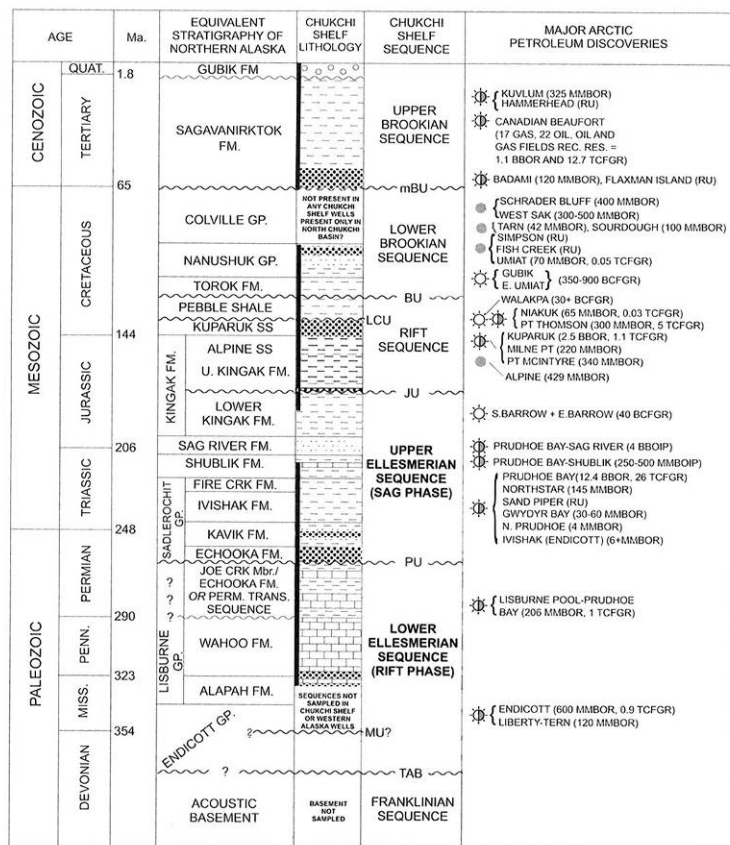 AGE
Ma.
EQUIVALENT
STRATIGRAPHY OF
NORTHERN ALASKA
CHUKCHI
SHELF
LITHOLOGY
CHUKCHI
SHELF
SEQUENCE
MAJOR ARCTIC
PETROLEUM DISCOVERIES
CENOZOIC
QUAT.
1.8
TERTIARY
65
GUBIK FM
SAGAVANIRKTOK
FM.
UPPER
BROOKIAN
SEQUENCE
mBU
KUVLUM (325 MMBOR)
HAMMERHEAD (RU)
CANADIAN BEAUFORT
(17 GAS, 22 OIL, OIL AND
GAS FIELDS REC. RES. =
1.1 BBOR AND 12.7 TCFGR)
BADAMI (120 MMBOR), FLAXMAN ISLAND (RU)
MESOZOIC
CRETACEOUS
144
COLVILLE GP.
NANUSHUK GP.
TOROK FM.
PEBBLE SHALE
KUPARUK SS
NOT PRESENT IN
ANY CHUKCHI
SHELF WELLS
PRESENT ONLY IN
NORTH CHUKCHI
BASIN?
LOWER
BROOKIAN
SEQUENCE
BU
LCU
RIFT
SEQUENCE
SCHRADER BLUFF (400 MMBOR)
WEST SAK (300-500 MMBOR)
TARN (42 MMBOR), SOURDOUGH (100 MMBOR)
SIMPSON (RU)
FISH CREEK (RU)
UMIAT (70 MMBOR, 0.05 TCFGR)
GUBIK
E. UMIAT
(350-900 BCFGR)
WALAKPA (30+ BCFGR)
NIAKUK (65 MMBOR, 0.03 TCFGR)
PT THOMSON (300 MMBOR, 5 TCFGR)
KUPARUK (2.5 BBOR, 1.1 TCFGR)
MILNE PT (220 MMBOR)
PT MCINTYRE (340 MMBOR)
ALPINE (429 MMBOR)
JURASSIC
206
KINGAK FM.
ALPINE SS
U. KINGAK FM.
LOWER
KINGAK FM.
JU
S.BARROW + E.BARROW (40 BCFGR)
TRIASSIC
248
SAG RIVER FM.
SHUBLIK FM.
SADLEROCHIT
GP.
FIRE CRK FM.
IVISHAK FM.
KAVIK FM.
ECHOOKA FM.
UPPER
ELLESMERIAN
SEQUENCE
(SAG PHASE)
PU
PRUDHOE BAY-SAG RIVER (4 BBOIP)
PRUDHOE BAY-SHUBLIK (250-500 MMBOIP)
PRUDHOE BAY(12.4 BBOR, 26 TCFGR)
NORTHSTAR (145 MMBOR)
SAND PIPER (RU)
GWYDYR BAY (30-60 MMBOR)
N. PRUDHOE (4 MMBOR)
IVISHAK (ENDICOTT) (6+MMBOR)
PALEOZOIC
PERMIAN
290
?
?
?
JOE CRK Mbr./
ECHOOKA FM.
OR PERM. TRANS.
SEQUENCE
PENN.
323
LISBURNE
GP.
WAHOO FM.
LOWER
ELLESMERIAN
SEQUENCE
(RIFT PHASE)
LISBURNE POOL-PRUDHOE
BAY (206 MMBOR, 1 TCFGR)
MISS.
354
ALAPAH FM.
ENDICOTT GP.
?
SEQUENCES NOT
SAMPLED IN
CHUKCHI SHELF
OR WESTERN
ALASKA WELLS
MU?
ENDICOTT (600 MMBOR, 0.9 TCFGR)
LIBERTY-TERN (120 MMBOR)
DEVONIAN
?
TAB
ACOUSTIC
BASEMENT
BASEMENT
NOT
SAMPLED
FRANKLINIAN
SEQUENCE